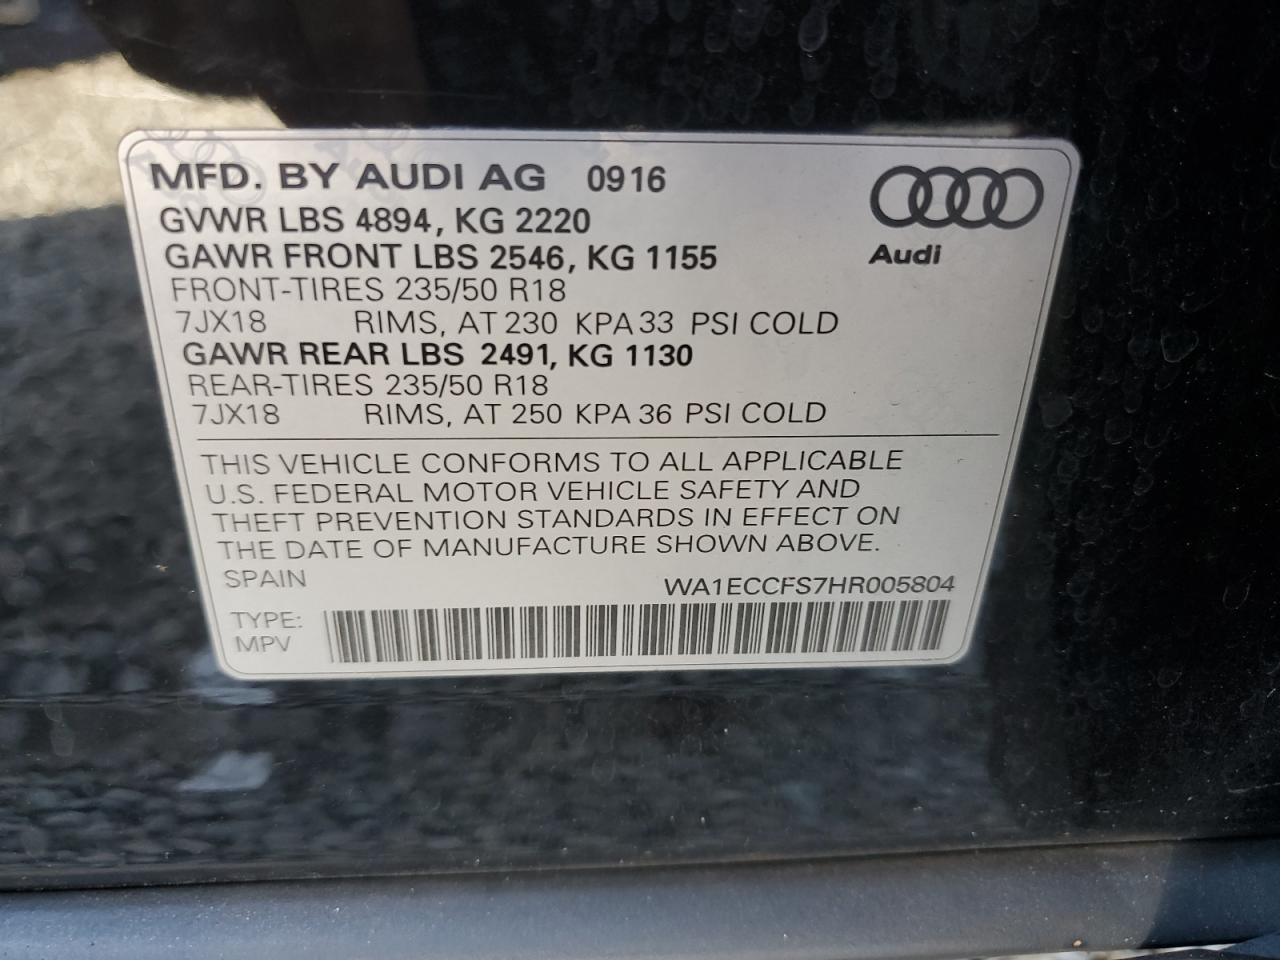 MFD. BY AUDI AG 0916
GVWR LBS 4894, KG 2220
GAWR FRONT LBS 2546, KG 1155
Audi
FRONT-TIRES 235/50 R18
7JX18 RIMS, AT 230 KPA 33 PSI COLD
GAWR REAR LBS 2491, KG 1130
REAR-TIRES 235/50 R18
7JX18 RIMS, AT 250 KPA 36 PSI COLD
THIS VEHICLE CONFORMS TO ALL APPLICABLE
U.S. FEDERAL MOTOR VEHICLE SAFETY AND
THEFT PREVENTION STANDARDS IN EFFECT ON
THE DATE OF MANUFACTURE SHOWN ABOVE.
SPAIN WA1ECCFS7HR005804
TYPE:
MPV